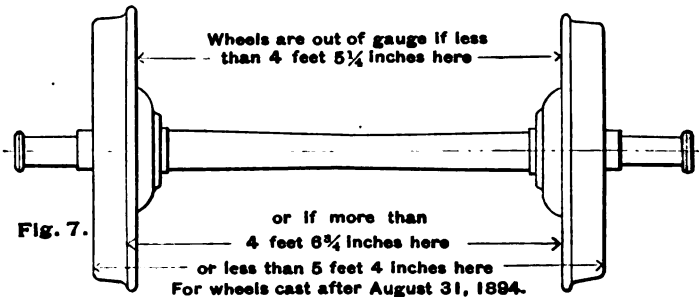 Wheels are out of gauge if less
than 4 feet 5¼ inches here
Fig. 7.
or if more than
4 feet 6¾ inches here
or less than 5 feet 4 inches here
For wheels cast after August 31, 1894.